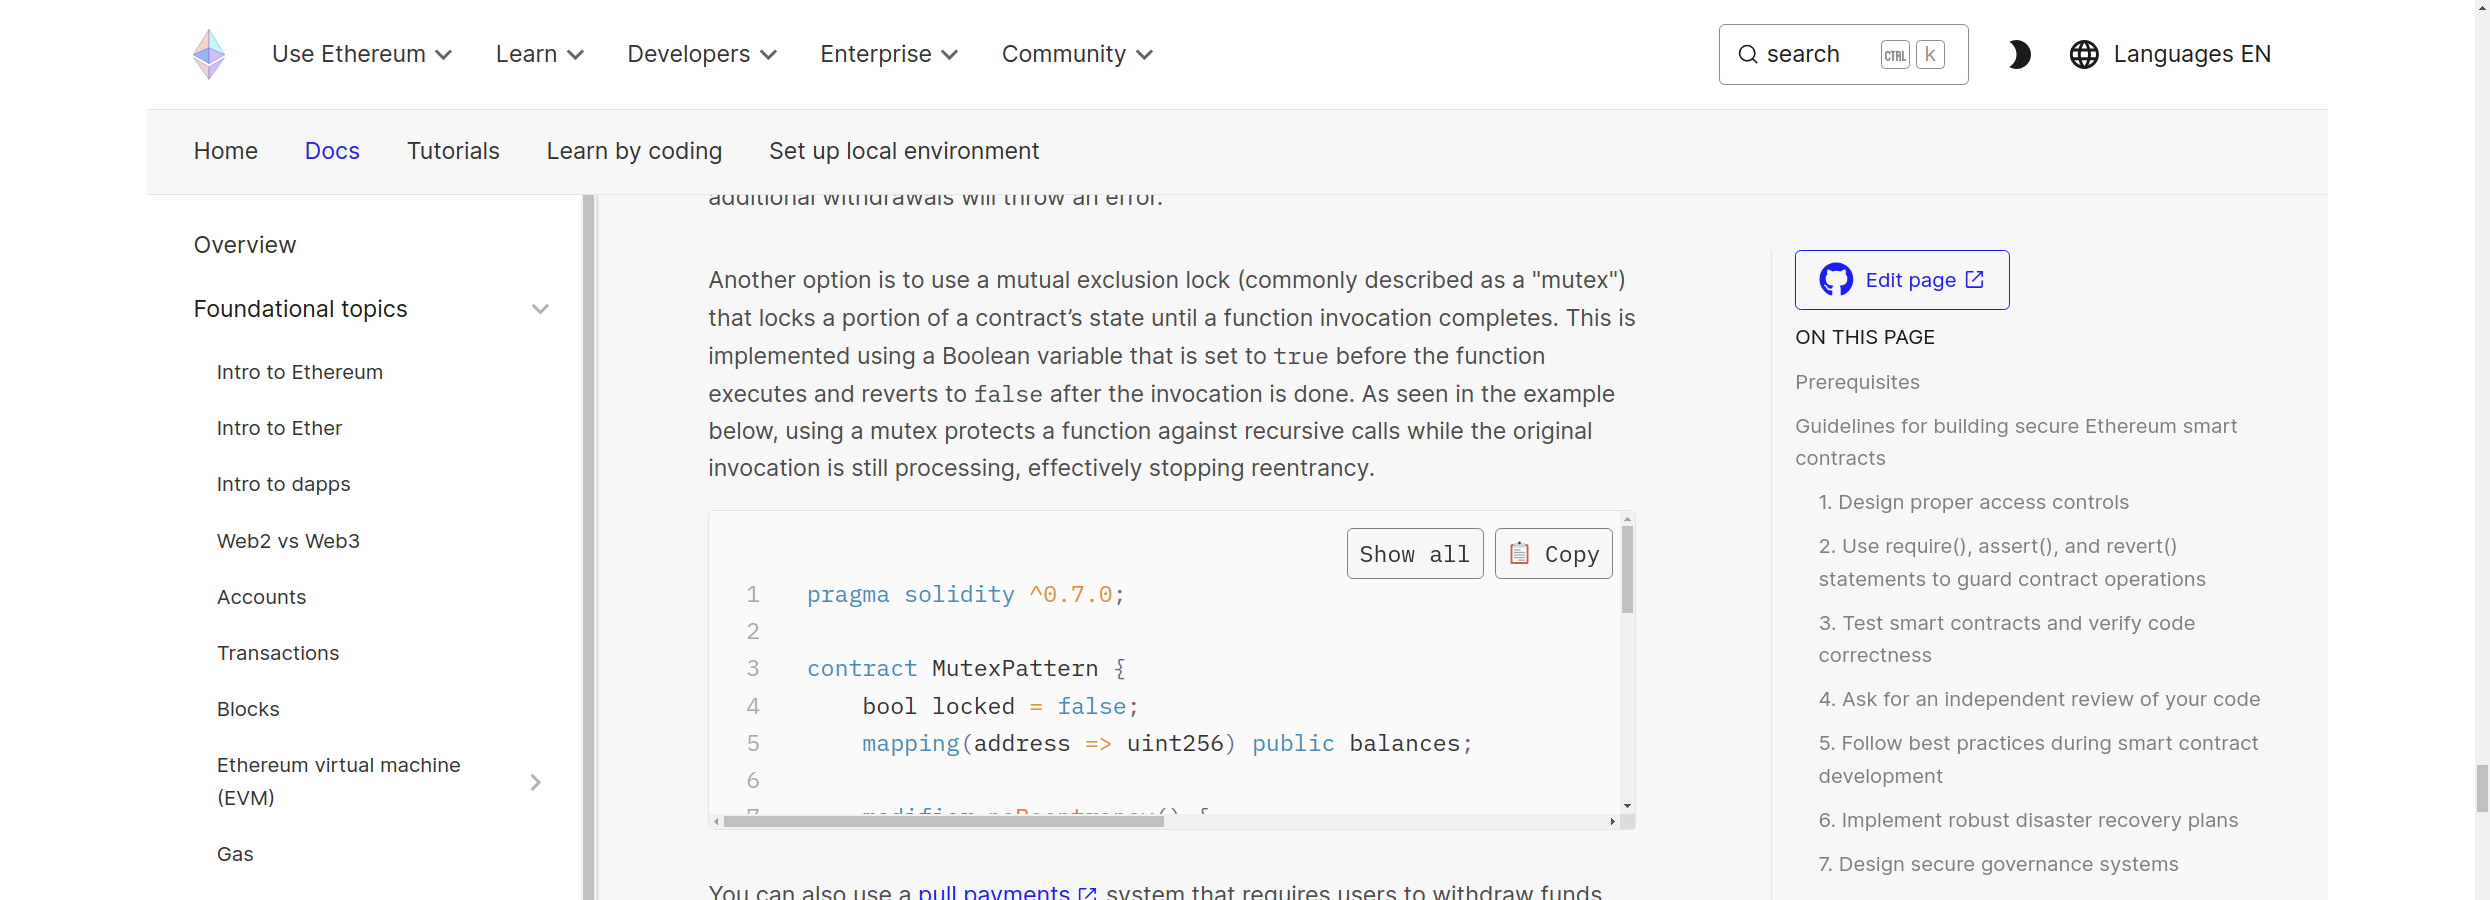 Use Ethereum Learn Developers Enterprise Community search CTRL k Languages EN
Home Docs Tutorials Learn by coding Set up local environment
Overview
Foundational topics
Intro to Ethereum
Intro to Ether
Intro to dapps
Web2 vs Web3
Accounts
Transactions
Blocks
Ethereum virtual machine
(EVM)
Gas
additional withdrawals will throw an error.
Another option is to use a mutual exclusion lock (commonly described as a "mutex")
that locks a portion of a contract’s state until a function invocation completes. This is
implemented using a Boolean variable that is set to true before the function
executes and reverts to false after the invocation is done. As seen in the example
below, using a mutex protects a function against recursive calls while the original
invocation is still processing, effectively stopping reentrancy.
Show all 📋 Copy
1 pragma solidity ^0.7.0;
2
3 contract MutexPattern {
4 bool locked = false;
5 mapping(address => uint256) public balances;
6
7 modifier noReentrancy() {
You can also use a pull payments system that requires users to withdraw funds
Edit page
ON THIS PAGE
Prerequisites
Guidelines for building secure Ethereum smart
contracts
1. Design proper access controls
2. Use require(), assert(), and revert()
statements to guard contract operations
3. Test smart contracts and verify code
correctness
4. Ask for an independent review of your code
5. Follow best practices during smart contract
development
6. Implement robust disaster recovery plans
7. Design secure governance systems